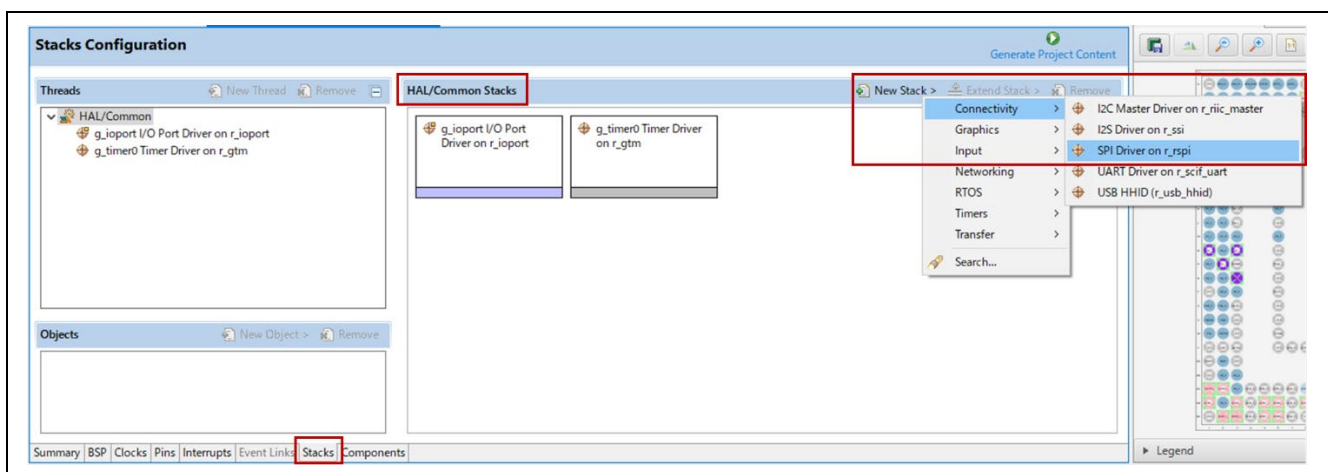 Stacks Configuration
Generate Project Content
Threads
New Thread
Remove
HAL/Common
g_ioport I/O Port Driver on r_ioport
g_timer0 Timer Driver on r_gtm
Objects
New Object >
Remove
HAL/Common Stacks
New Stack >
Extend Stack >
Remove
g_ioport I/O Port
Driver on r_ioport
g_timer0 Timer Driver
on r_gtm
Connectivity >
Graphics >
Input >
Networking >
RTOS >
Timers >
Transfer >
Search...
I2C Master Driver on r_riic_master
I2S Driver on r_ssi
SPI Driver on r_rspi
UART Driver on r_scif_uart
USB HHID (r_usb_hhid)
Summary BSP Clocks Pins Interrupts Event Links Stacks Components
Legend